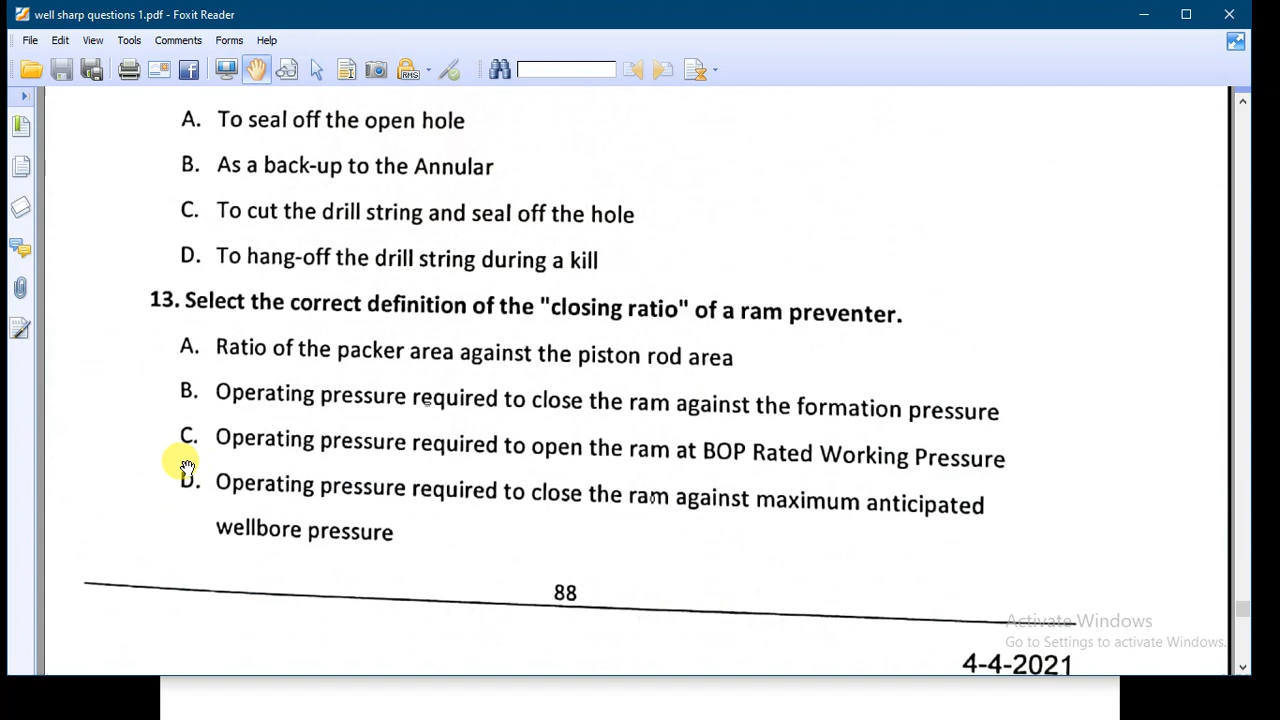 well sharp questions 1.pdf - Foxit Reader
File Edit View Tools Comments Forms Help
RMS
A. To seal off the open hole
B. As a back-up to the Annular
C. To cut the drill string and seal off the hole
D. To hang-off the drill string during a kill
13. Select the correct definition of the "closing ratio" of a ram preventer.
A. Ratio of the packer area against the piston rod area
B. Operating pressure required to close the ram against the formation pressure
C. Operating pressure required to open the ram at BOP Rated Working Pressure
D. Operating pressure required to close the ram against maximum anticipated
wellbore pressure
88
Activate Windows
Go to Settings to activate Windows.
4-4-2021